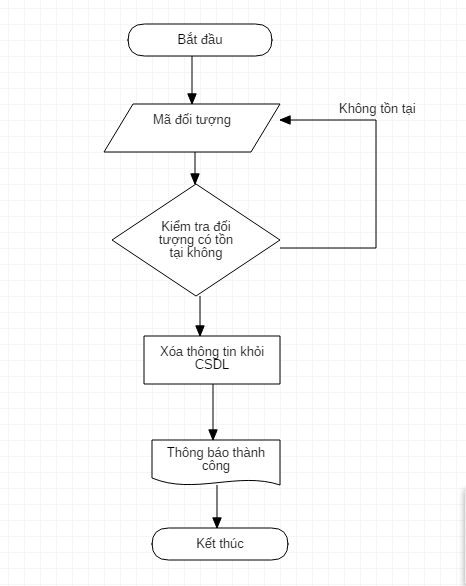 Bắt đầu
Không tồn tại
Mã đối tượng
Kiểm tra đối
tượng có tồn
tại không
Xóa thông tin khỏi
CSDL
Thông báo thành
công
Kết thúc